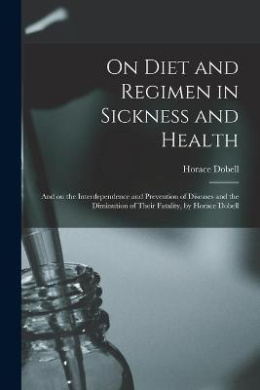 On Diet and
Regimen in
Sickness and
Health
Horace Dobell
And on the Interdependence and Prevention of Diseases and the
Diminution of Their Fatality, by Horace Dobell